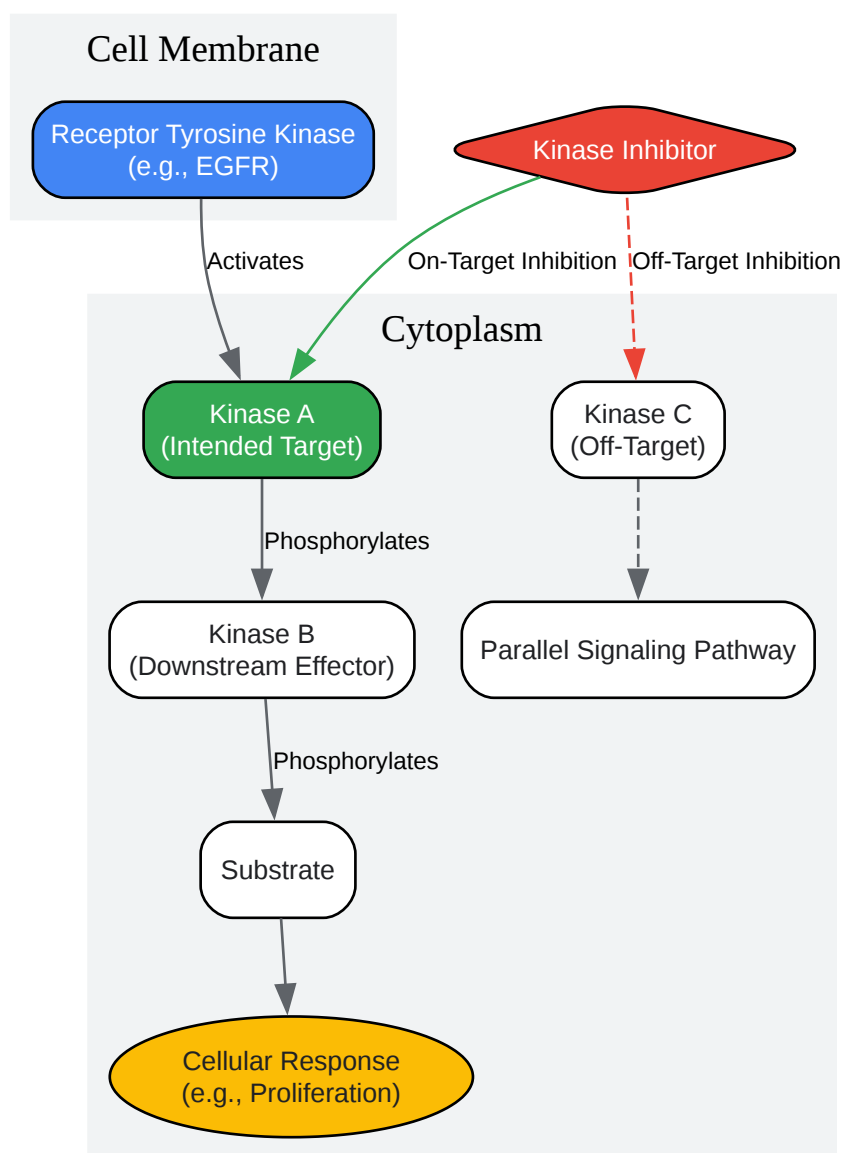 Cell Membrane
Receptor Tyrosine Kinase
(e.g., EGFR)
Kinase Inhibitor
Activates
On-Target Inhibition
Off-Target Inhibition
Cytoplasm
Kinase A
(Intended Target)
Kinase C
(Off-Target)
Phosphorylates
Kinase B
(Downstream Effector)
Parallel Signaling Pathway
Phosphorylates
Substrate
Cellular Response
(e.g., Proliferation)